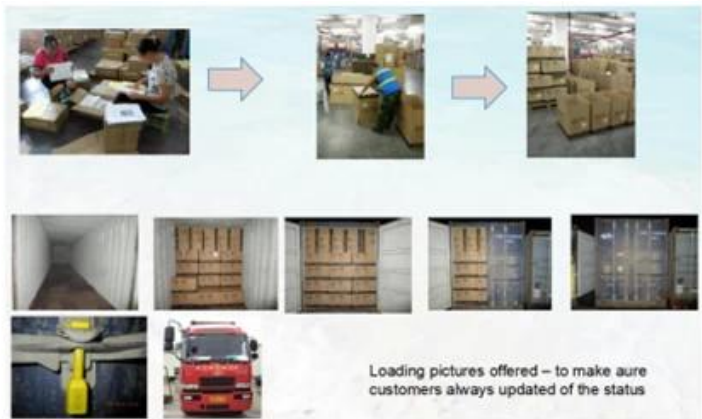 Loading pictures offered – to make aure
customers always updated of the status